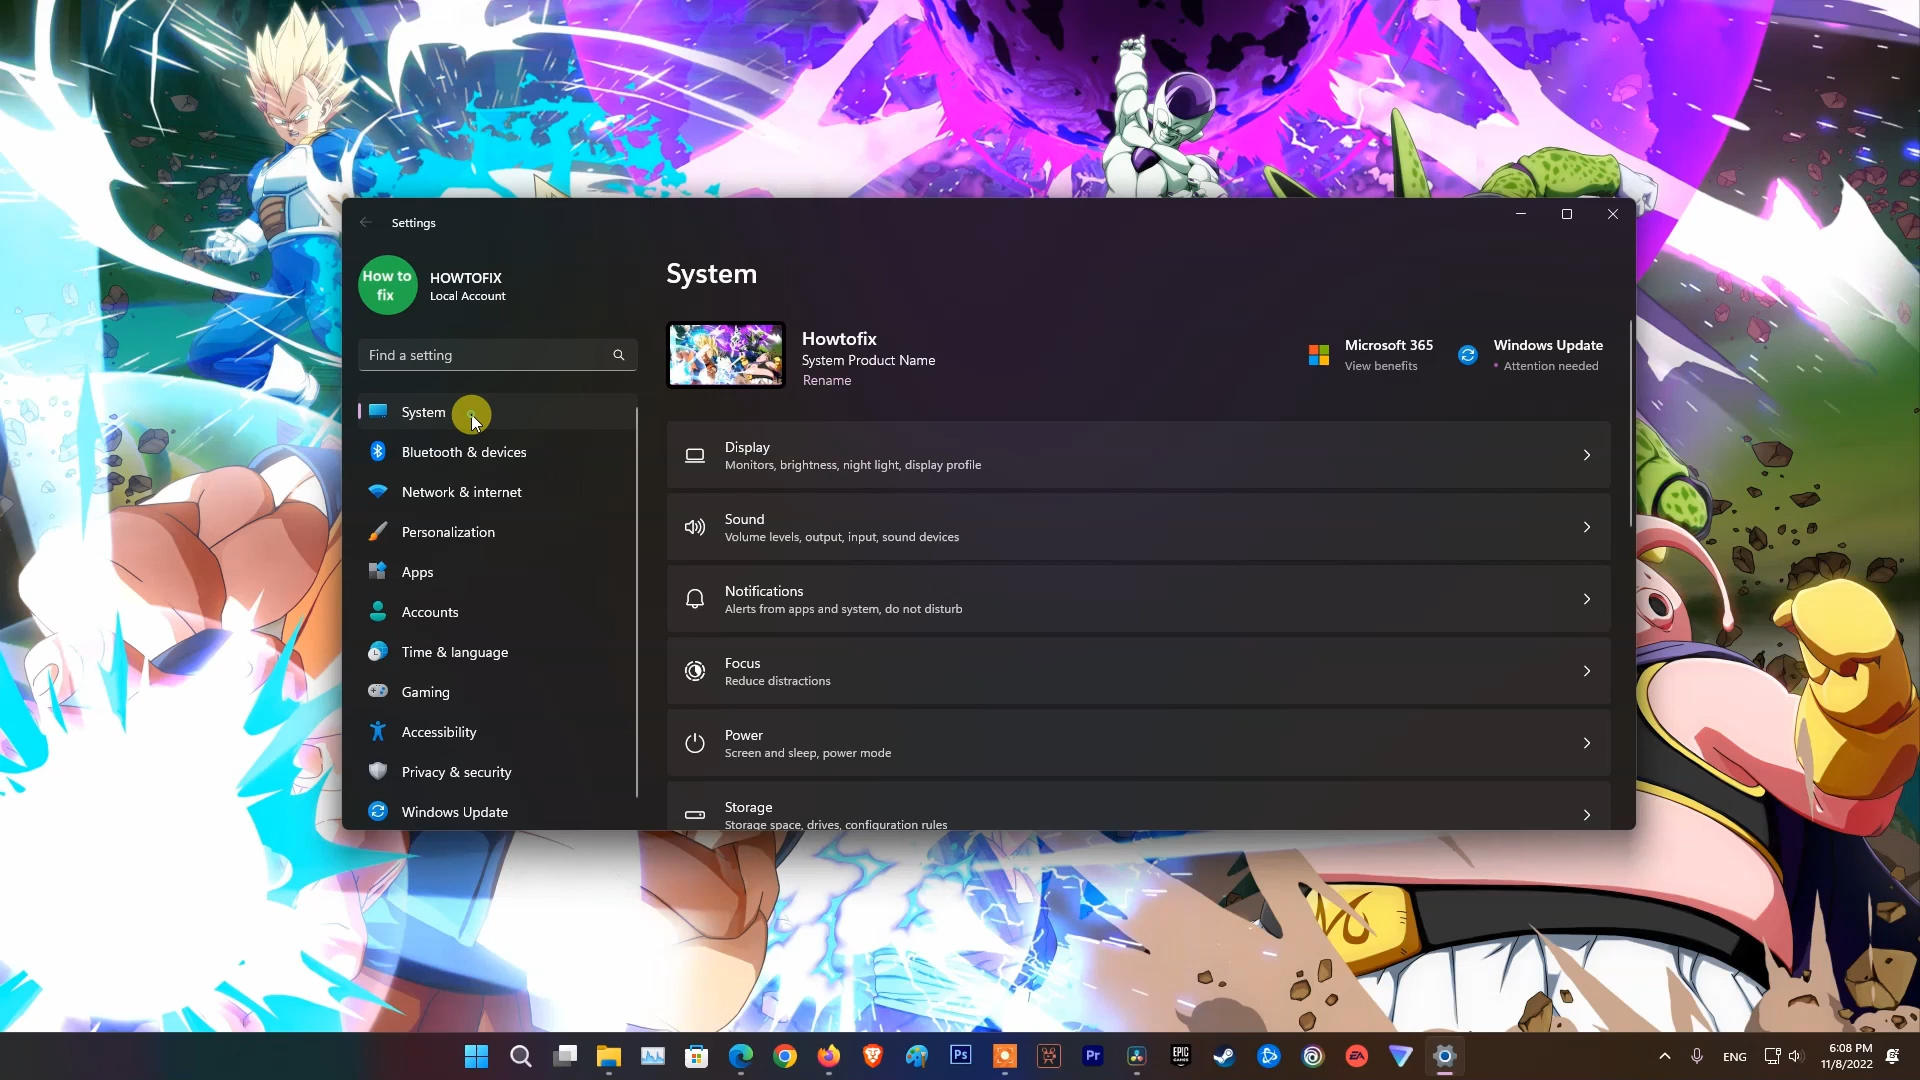 Settings
How to
fix
HOWTOFIX
Local Account
Find a setting
System
Bluetooth & devices
Network & internet
Personalization
Apps
Accounts
Time & language
Gaming
Accessibility
Privacy & security
Windows Update
System
Howtofix
System Product Name
Rename
Microsoft 365
View benefits
Windows Update
• Attention needed
Display
Monitors, brightness, night light, display profile
Sound
Volume levels, output, input, sound devices
Notifications
Alerts from apps and system, do not disturb
Focus
Reduce distractions
Power
Screen and sleep, power mode
Storage
Storage space, drives, configuration rules
Ps
Pr
EPIC
GAMES
EA
ENG
6:08 PM
11/8/2022